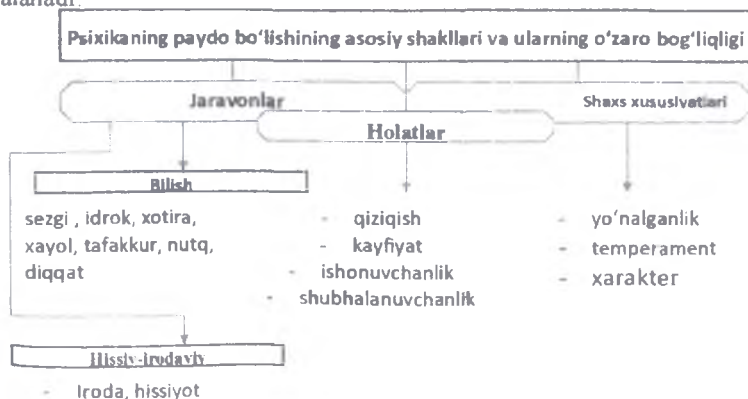 Psixikaning paydo bo‘lishining asosiy shakllari va ularning o‘zaro bog‘liqligi
Jarayonlar
Shaxs xususiyatlari
Holatlar
Bilish
sezgi , idrok, xotira,
xayol, tafakkur, nutq,
diqqat
- qiziqish
- kayfiyat
- ishonuvchanlik
- shubhalanuvchanlik
- yo‘nalganlik
- temperament
- xarakter
Hissiy-irodaviy
- Iroda, hissiyot